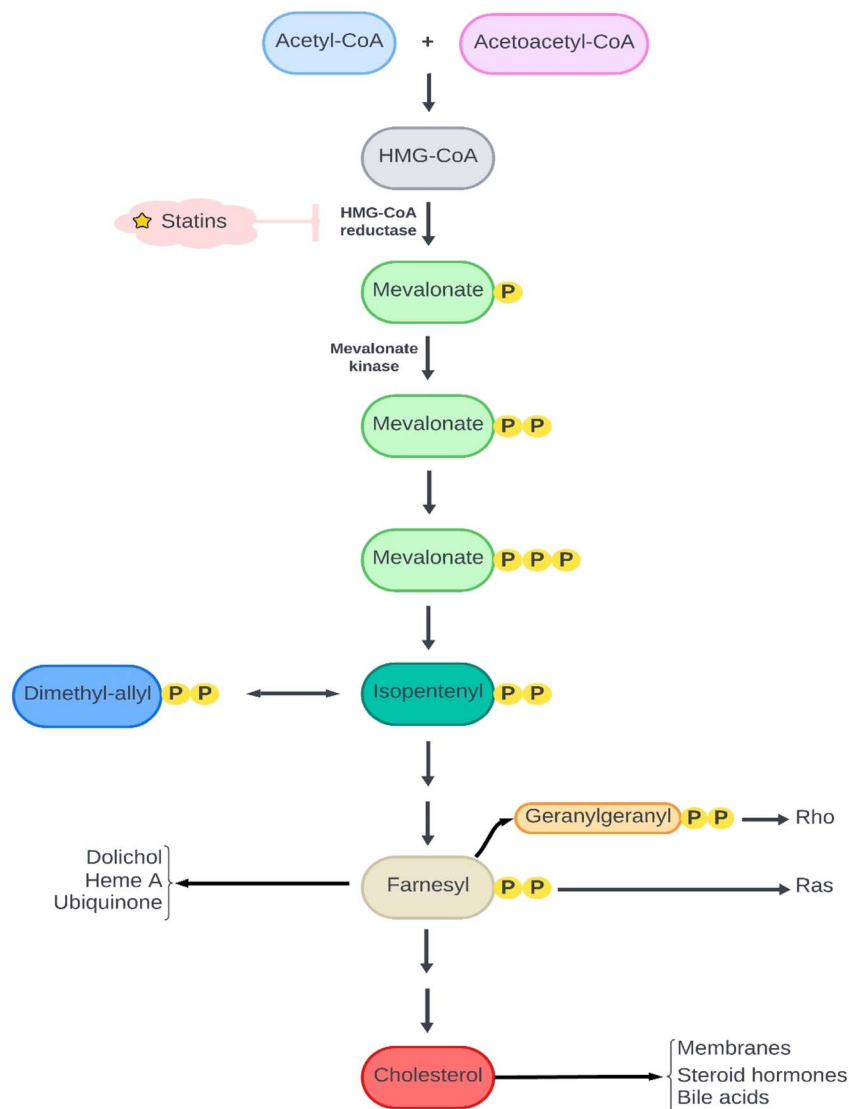 Acetyl-CoA + Acetoacetyl-CoA
HMG-CoA
Statins
HMG-CoA
reductase
Mevalonate P
Mevalonate
kinase
Mevalonate P P
Mevalonate P P P
Dimethyl-allyl P P
Isopentenyl P P
Geranylgeranyl P P
Rho
Dolichol
Heme A
Ubiquinone
Farnesyl P P
Ras
Cholesterol
Membranes
Steroid hormones
Bile acids